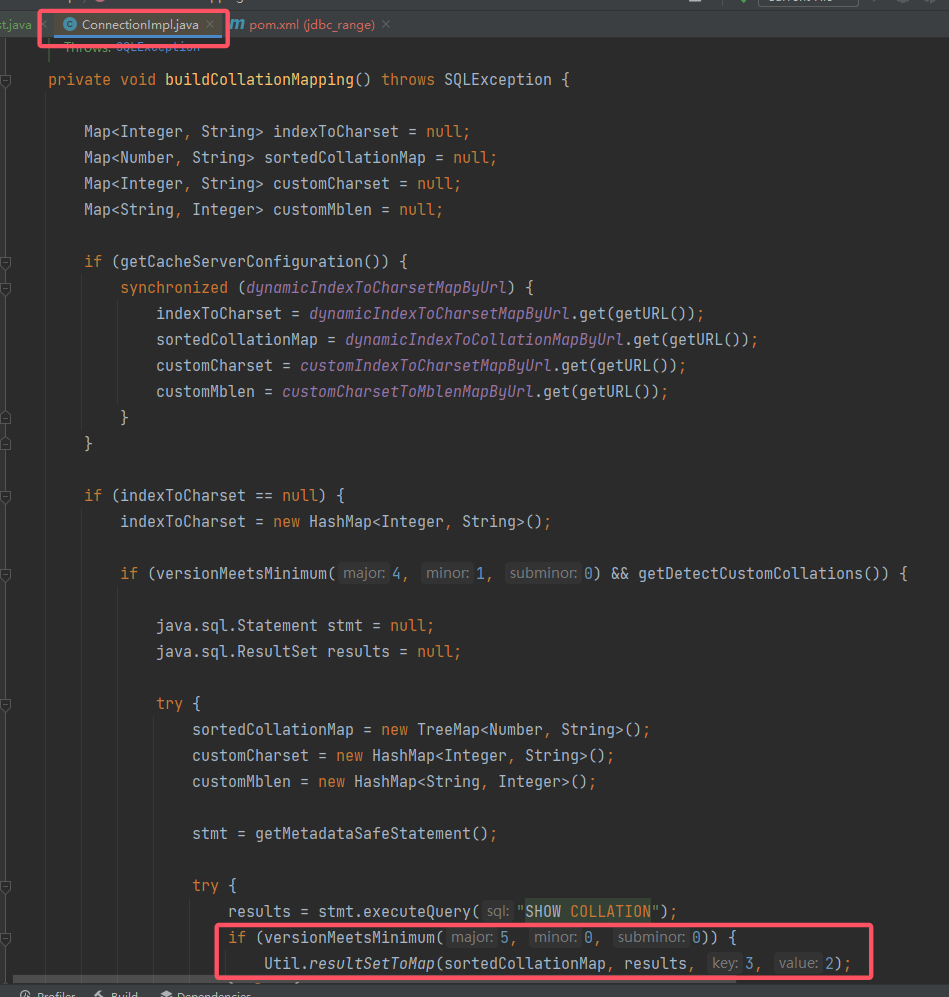 st.java ConnectionImpl.java pom.xml (jdbc_range)
Throws: SQLException
private void buildCollationMapping() throws SQLException {
Map<Integer, String> indexToCharset = null;
Map<Number, String> sortedCollationMap = null;
Map<Integer, String> customCharset = null;
Map<String, Integer> customMblen = null;
if (getCacheServerConfiguration()) {
synchronized (dynamicIndexToCharsetMapByUrl) {
indexToCharset = dynamicIndexToCharsetMapByUrl.get(getURL());
sortedCollationMap = dynamicIndexToCollationMapByUrl.get(getURL());
customCharset = customIndexToCharsetMapByUrl.get(getURL());
customMblen = customCharsetToMblenMapByUrl.get(getURL());
}
}
if (indexToCharset == null) {
indexToCharset = new HashMap<Integer, String>();
if (versionMeetsMinimum( major: 4, minor: 1, subminor: 0) && getDetectCustomCollations()) {
java.sql.Statement stmt = null;
java.sql.ResultSet results = null;
try {
sortedCollationMap = new TreeMap<Number, String>();
customCharset = new HashMap<Integer, String>();
customMblen = new HashMap<String, Integer>();
stmt = getMetadataSafeStatement();
try {
results = stmt.executeQuery( sql: "SHOW COLLATION");
if (versionMeetsMinimum( major: 5, minor: 0, subminor: 0)) {
Util.resultSetToMap(sortedCollationMap, results, key: 3, value: 2);
Profiler Build Dependencies